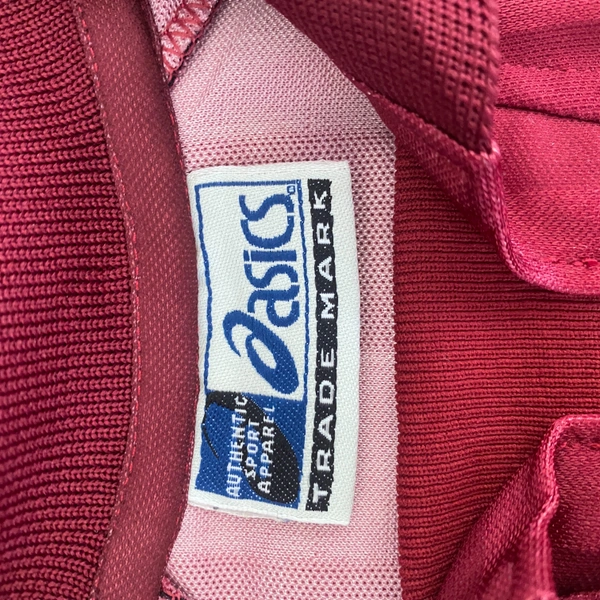 asics
TRADE MARK
AUTHENTIC
SPORT
APPAREL